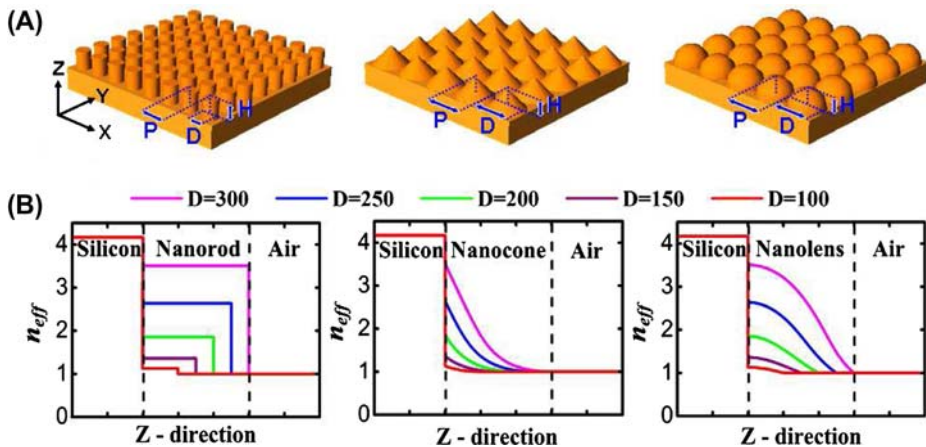 (A)
Z
Y
X
P D H
P D H
P D H
(B) D=300 D=250 D=200 D=150 D=100
Silicon Nanorod Air
Silicon Nanocone Air
Silicon Nanolens Air
4
3
2
1
0
4
3
2
1
0
4
3
2
1
0
neff
neff
neff
Z - direction
Z - direction
Z - direction